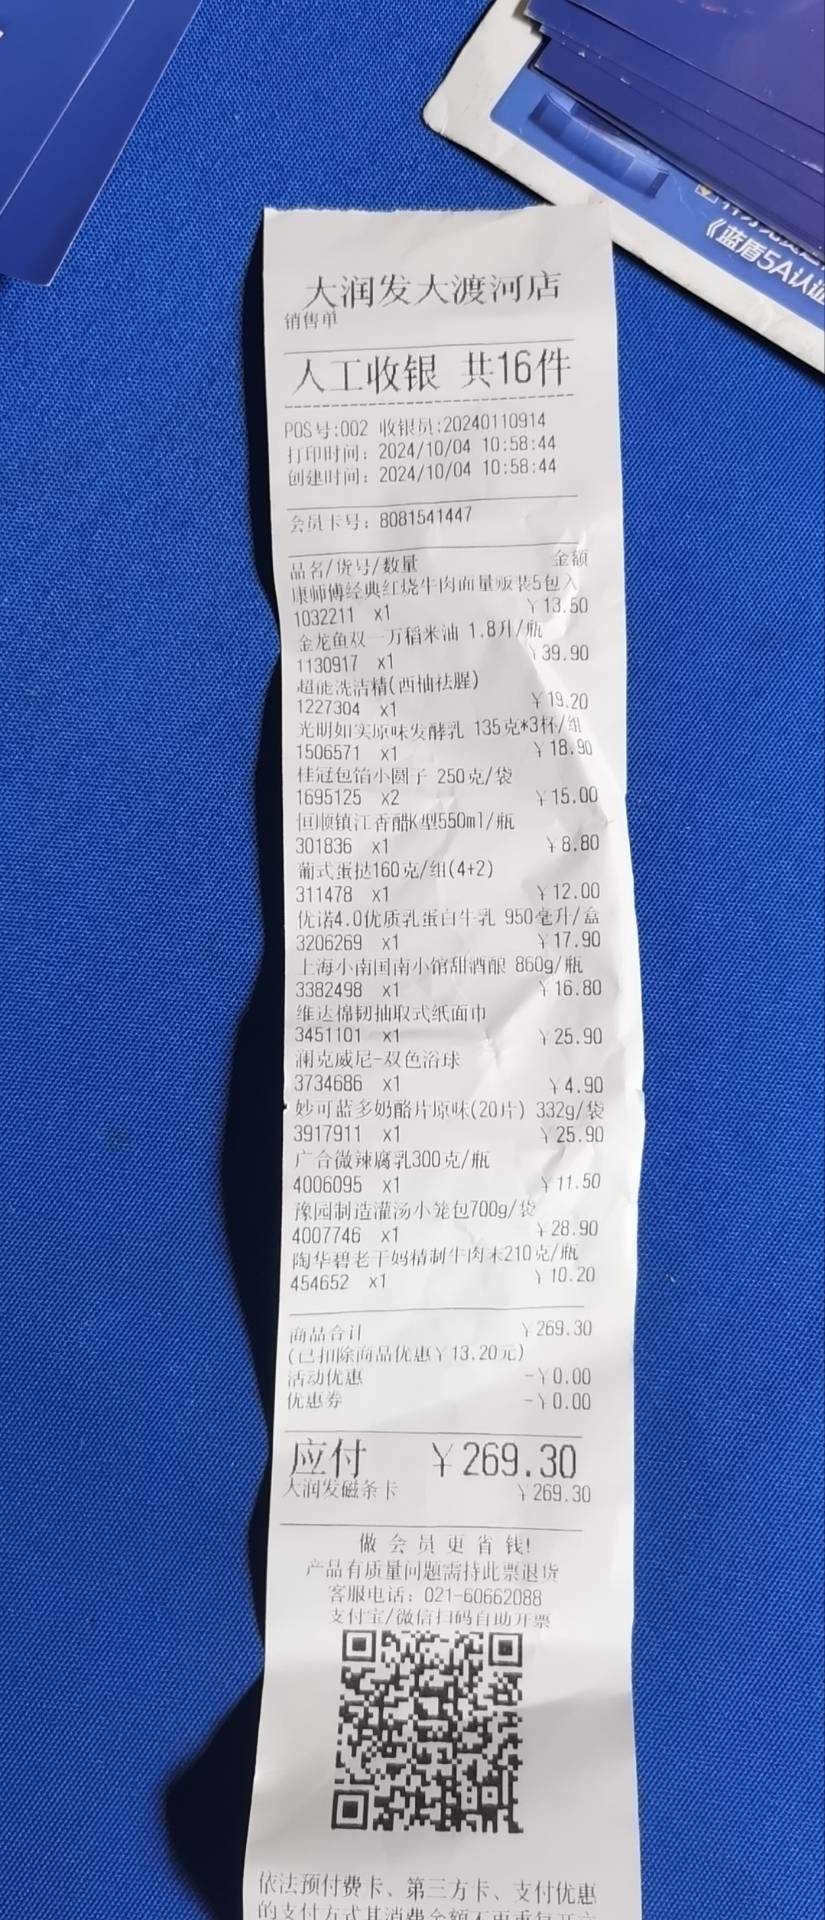 《蓝盾5A认证
大润发大渡河店
销售单
人工收银 共16件
POS号:002 收银员:20240110914
打印时间: 2024/10/04 10:58:44
创建时间: 2024/10/04 10:58:44
会员卡号: 8081541447
品名/货号/数量 金额
康师傅经典红烧牛肉面量贩装5包入
1032211 x1 ¥13.50
金龙鱼双一万稻米油 1.8升/瓶
1130917 x1 ¥39.90
超能洗洁精(西柚祛腥)
1227304 x1 ¥19.20
光明如实原味发酵乳 135克*3杯/组
1506571 x1 ¥18.90
桂冠包馅小圆子 250克/袋
1695125 x2 ¥15.00
恒顺镇江香醋K型550ml/瓶
301836 x1 ¥8.80
葡式蛋挞160克/组(4+2)
311478 x1 ¥12.00
优诺4.0优质乳蛋白牛乳 950毫升/盒
3206269 x1 ¥17.90
上海小南国南小馆甜酒酿 860g/瓶
3382498 x1 ¥16.80
维达棉韧抽取式纸面巾
3451101 x1 ¥25.90
澜克威尼-双色浴球
3734686 x1 ¥4.90
妙可蓝多奶酪片原味(20片) 332g/袋
3917911 x1 ¥25.90
广合微辣腐乳300克/瓶
4006095 x1 ¥11.50
豫园制造灌汤小笼包700g/袋
4007746 x1 ¥28.90
陶华碧老干妈精制牛肉末210克/瓶
454652 x1 ¥10.20
商品合计 ¥269.30
(已扣除商品优惠¥13.20元)
活动优惠 -¥0.00
优惠券 -¥0.00
应付 ¥269.30
大润发磁条卡 ¥269.30
做会员更省钱!
产品有质量问题需持此票退货
客服电话: 021-60662088
支付宝/微信扫码自助开票
依法预付费卡、第三方卡、支付优惠
的支付方式其消费金额不再重复开